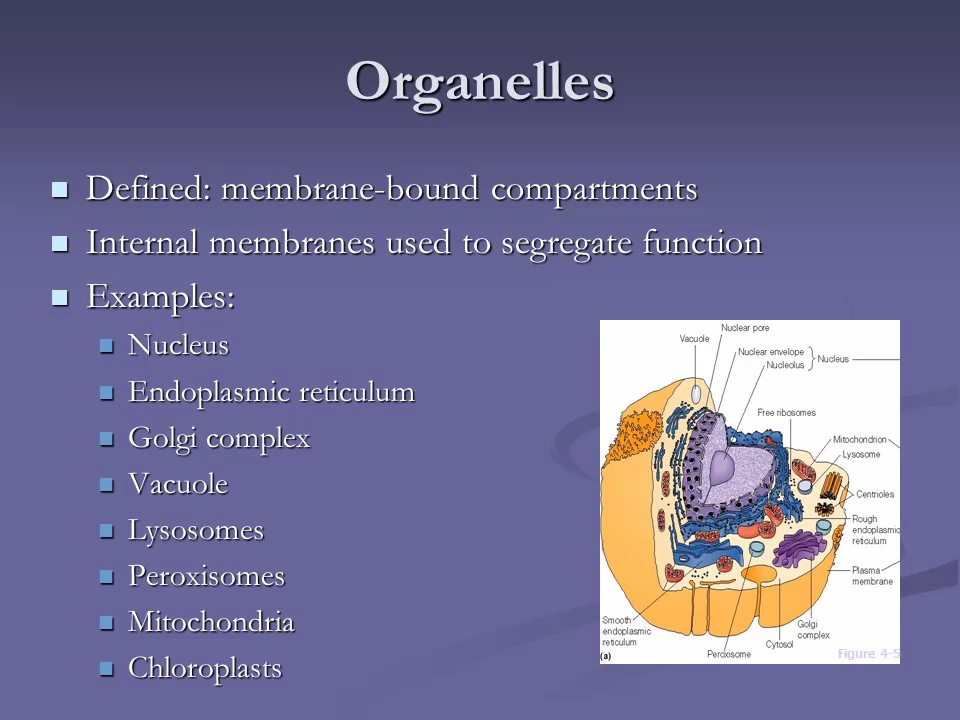 Organelles
Defined: membrane-bound compartments
Internal membranes used to segregate function
Examples:
Nucleus
Endoplasmic reticulum
Golgi complex
Vacuole
Lysosomes
Peroxisomes
Mitochondria
Chloroplasts
Nuclear pore
Vacuole
Nuclear envelope
Nucleolus
Nucleus
Free ribosomes
Mitochondrion
Lysosome
Centrioles
Rough
endoplasmic
reticulum
Plasma
membrane
Golgi
complex
Cytosol
Peroxisome
Smooth
endoplasmic
reticulum
(a)
Figure 4-5